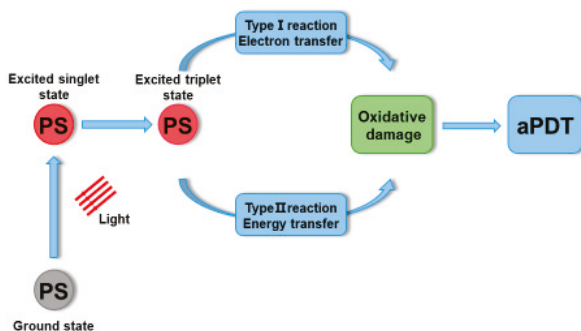 Type I reaction
Electron transfer
Excited singlet
state
Excited triplet
state
PS
PS
Oxidative
damage
aPDT
Light
Type II reaction
Energy transfer
PS
Ground state